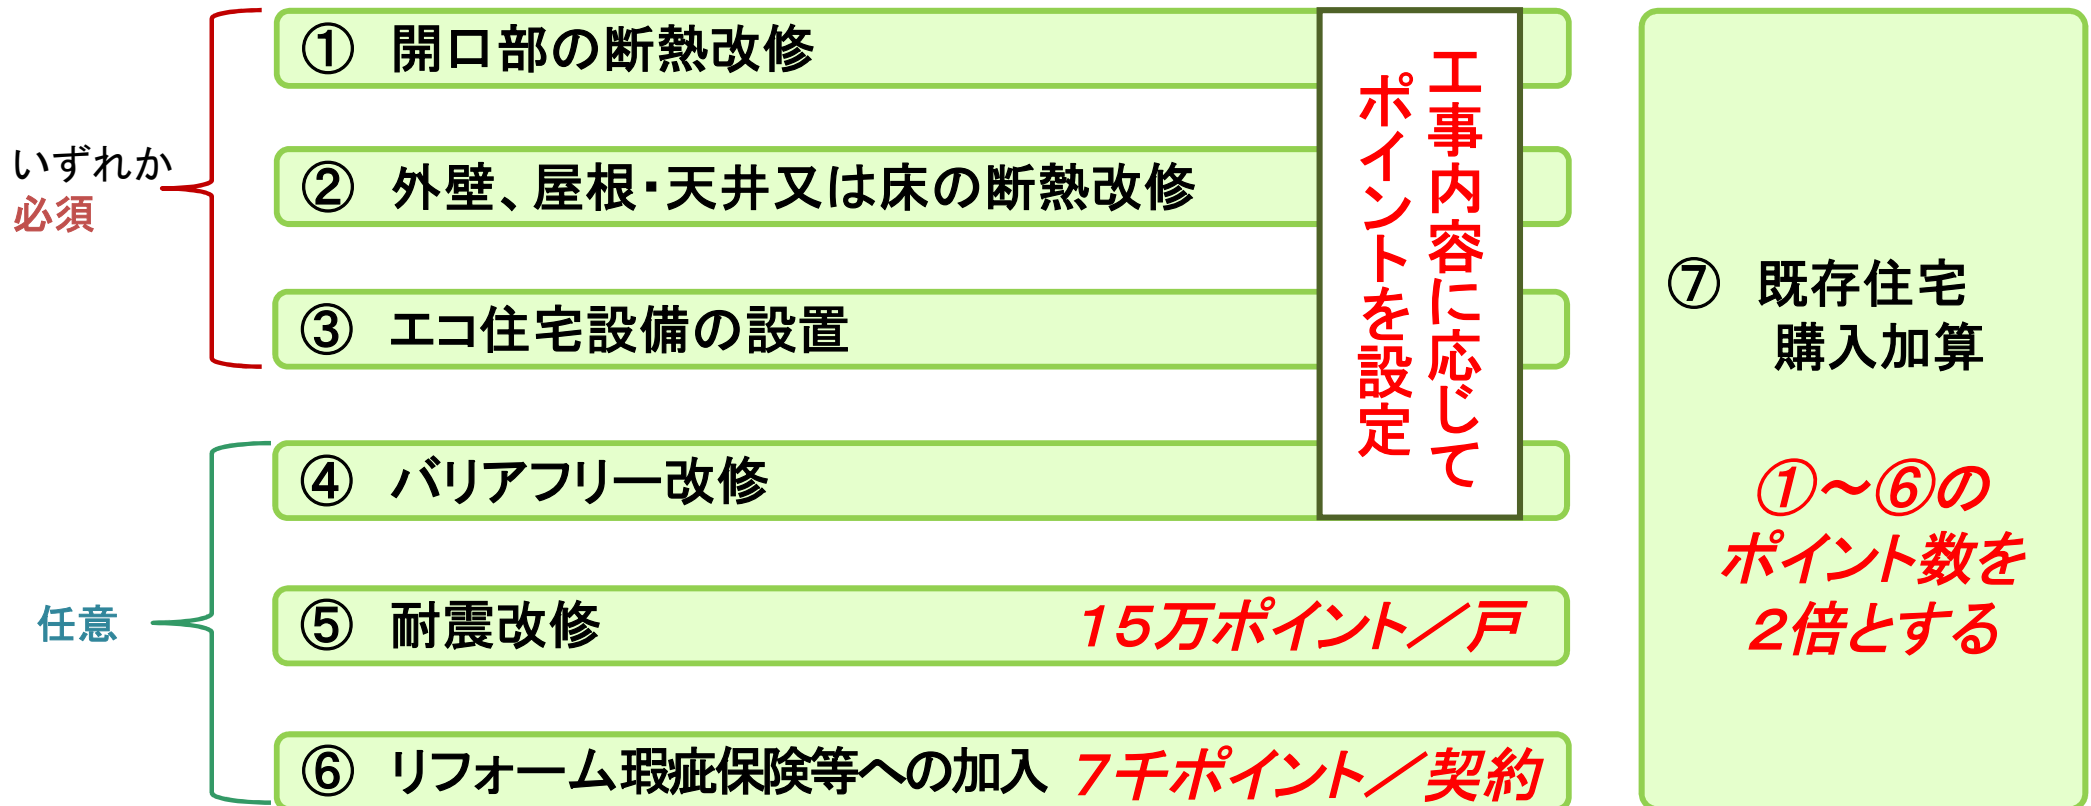 いずれか
必須
① 開口部の断熱改修
② 外壁、屋根・天井又は床の断熱改修
③ エコ住宅設備の設置
工事内容に応じて
ポイントを設定
任意
④ バリアフリー改修
⑤ 耐震改修 15万ポイント／戸
⑥ リフォーム瑕疵保険等への加入 7千ポイント／契約
⑦ 既存住宅
購入加算
①～⑥の
ポイント数を
2倍とする